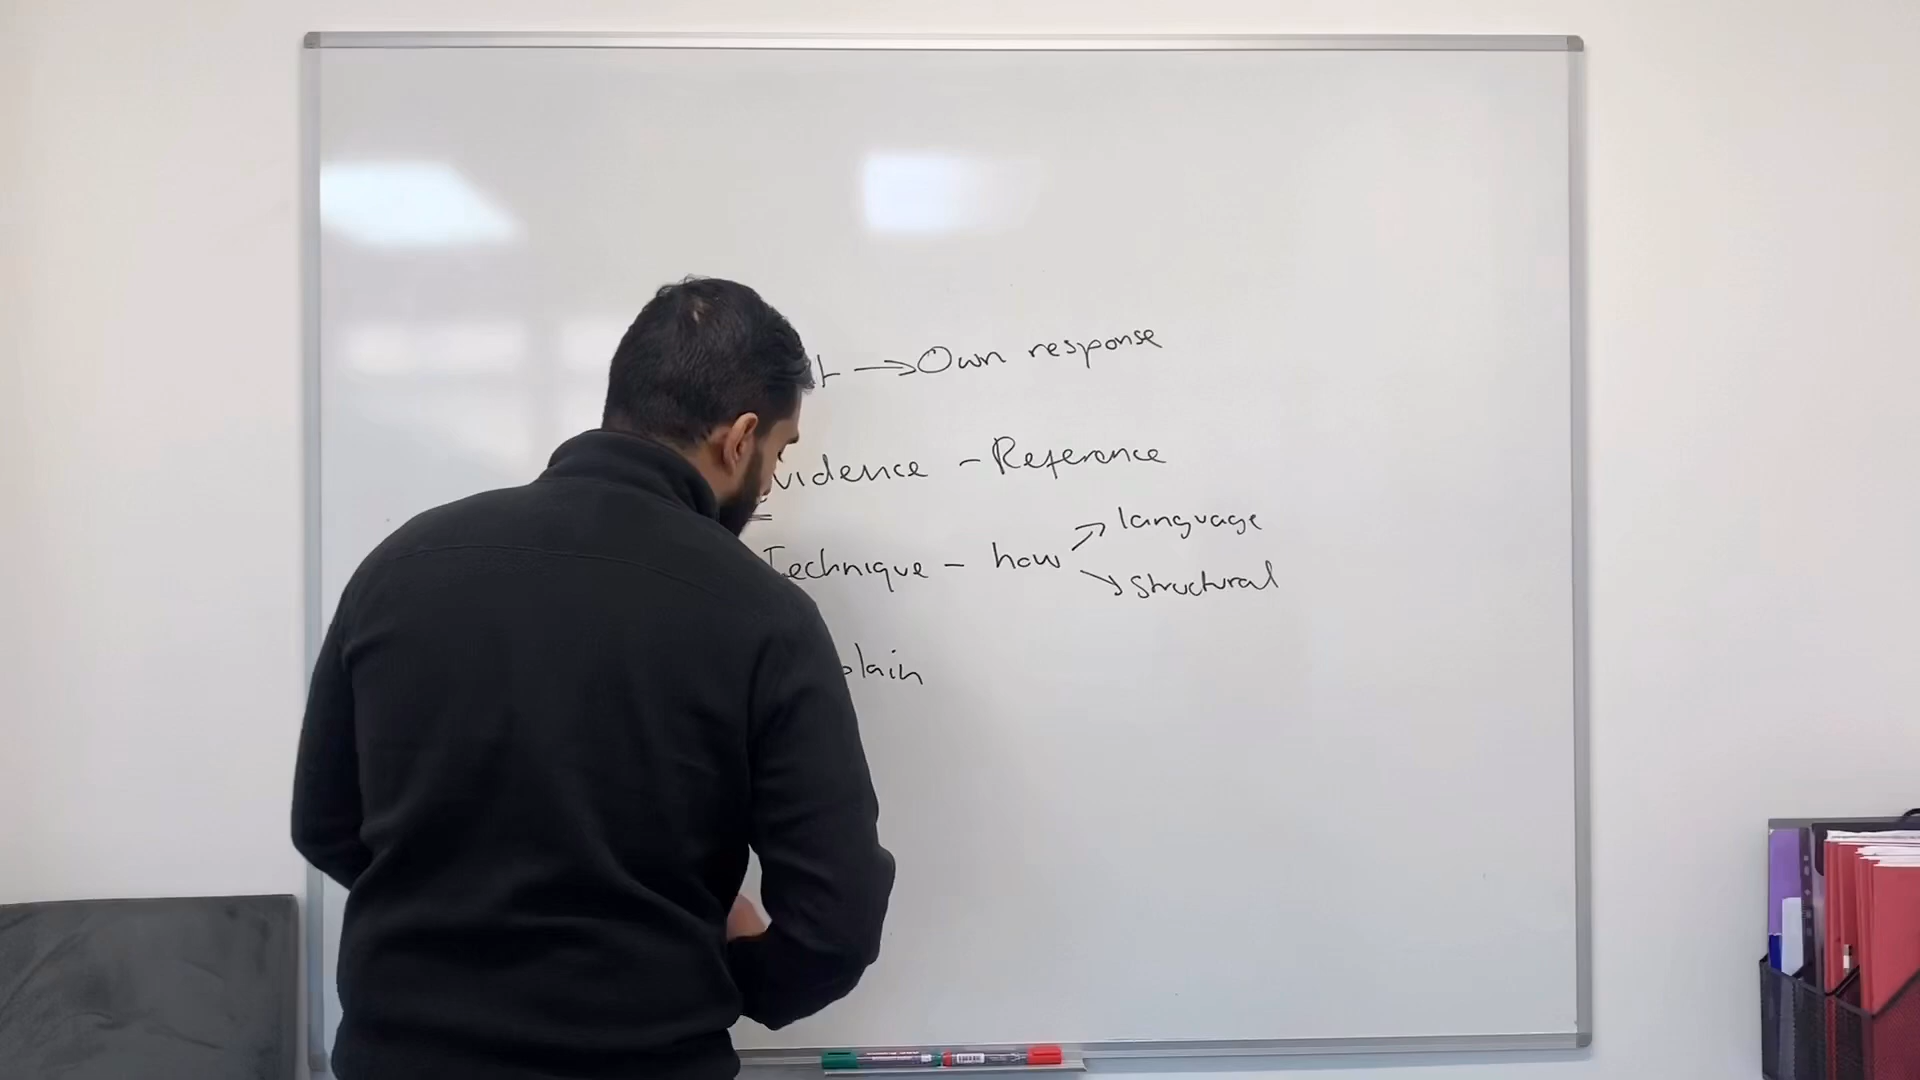 → Own response
vidence - Reference
Technique - how → language
→ structural
plain